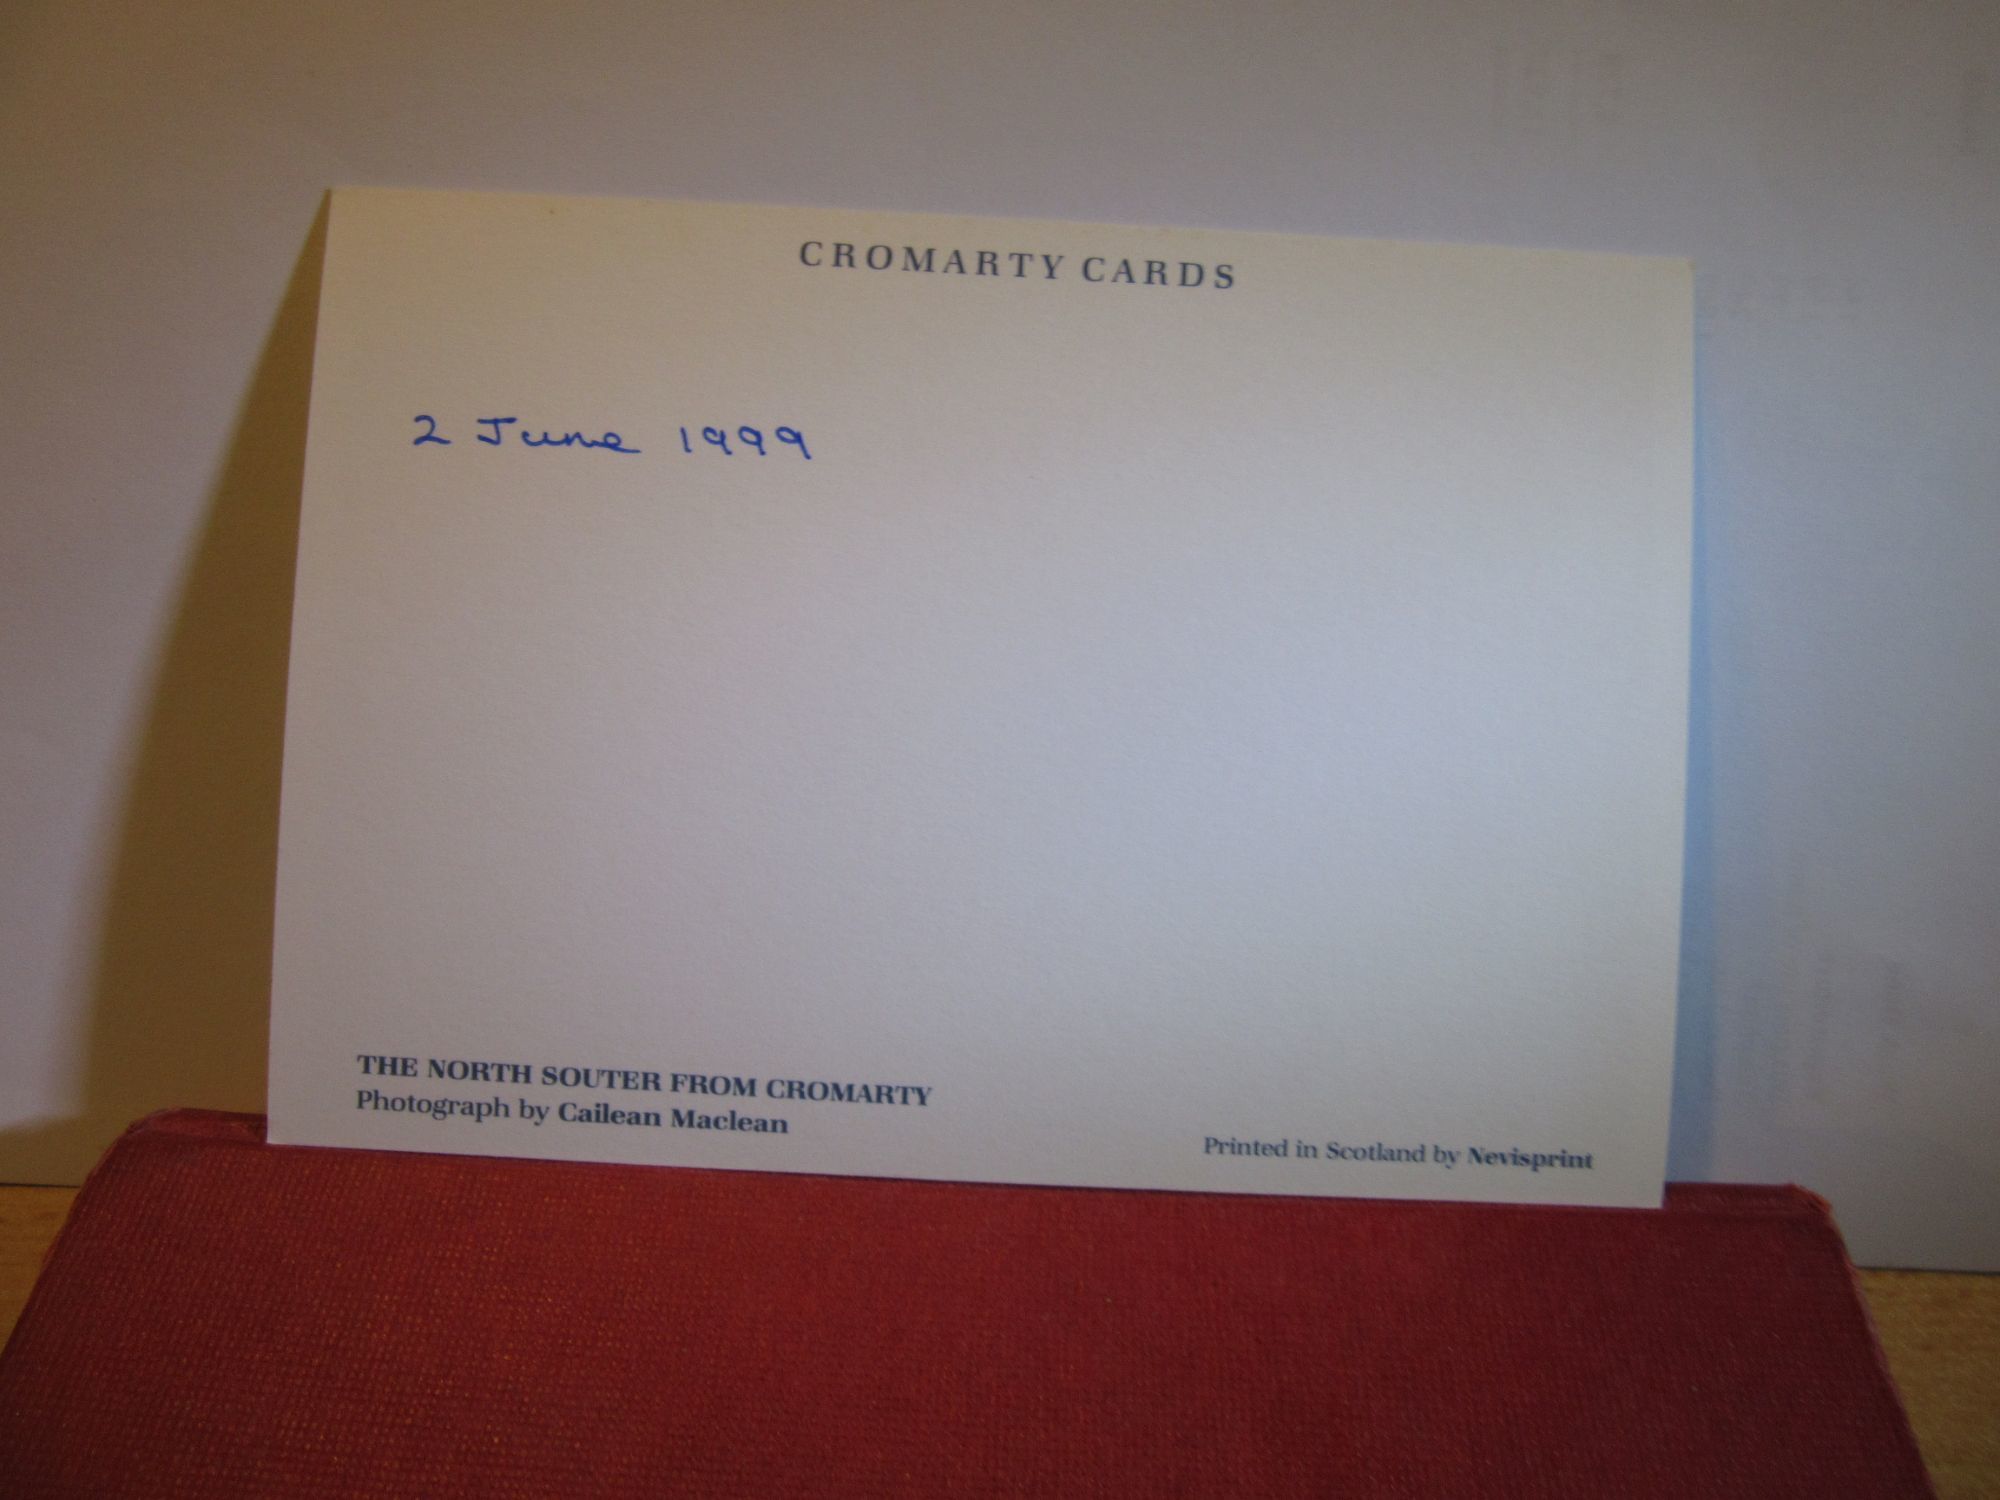 CROMARTY CARDS
2 June 1999
THE NORTH SOUTER FROM CROMARTY
Photograph by Cailean Maclean
Printed in Scotland by Nevisprint